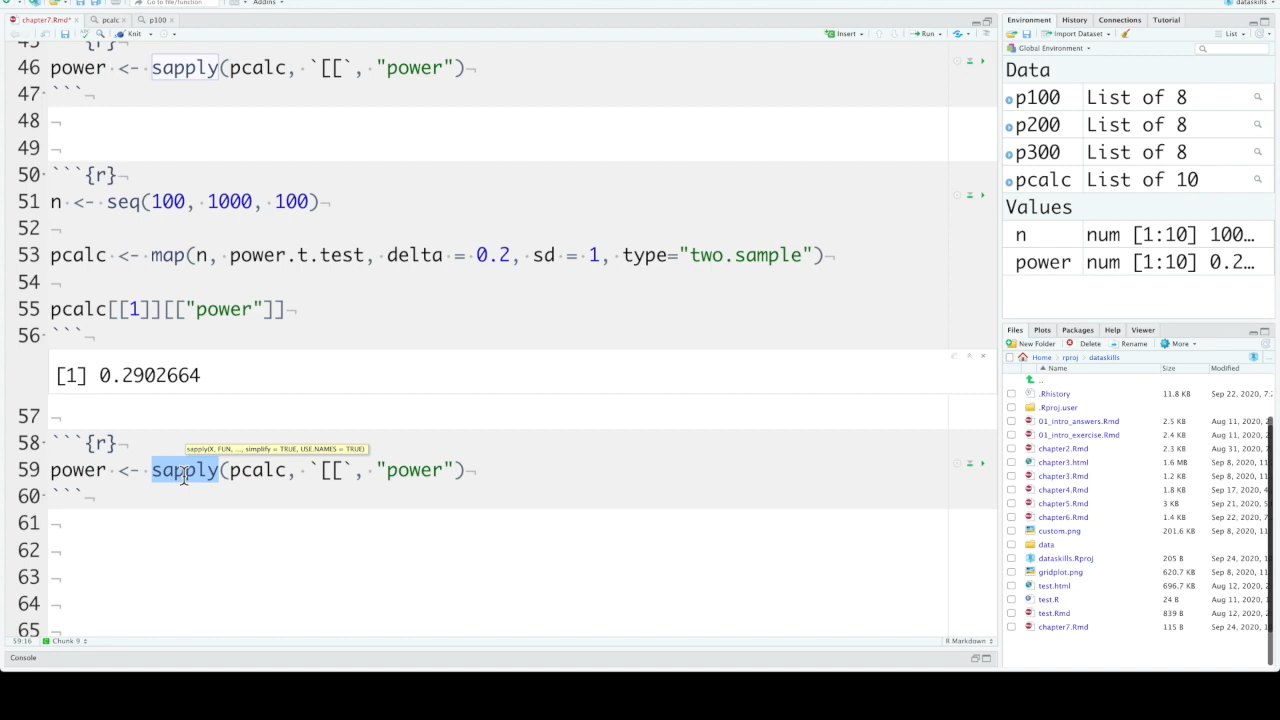 Go to file/function
Addins
dataskills
chapter7.Rmd*
pcalc
p100
Knit
Insert
Run
45 ```{r}
46 power <- sapply(pcalc, `[[`, "power")
47 ```
48
49
50 ```{r}
51 n <- seq(100, 1000, 100)
52
53 pcalc <- map(n, power.t.test, delta = 0.2, sd = 1, type="two.sample")
54
55 pcalc[[1]][["power"]]
56 ```
[1] 0.2902664
57
58 ```{r}
sapply(X, FUN, ..., simplify = TRUE, USE.NAMES = TRUE)
59 power <- sapply(pcalc, `[[`, "power")
60 ```
61
62
63
64
65
59:16 Chunk 9 R Markdown
Console
Environment History Connections Tutorial
Import Dataset List
Global Environment
Data
p100 List of 8
p200 List of 8
p300 List of 8
pcalc List of 10
Values
n num [1:10] 100…
power num [1:10] 0.2…
Files Plots Packages Help Viewer
New Folder Delete Rename More
Home rproj dataskills
Name Size Modified
..
.Rhistory 11.8 KB Sep 22, 2020, 7:
.Rproj.user
01_intro_answers.Rmd 2.5 KB Aug 11, 2020,
01_intro_exercise.Rmd 2.4 KB Aug 11, 2020,
chapter2.Rmd 2.3 KB Aug 31, 2020,
chapter3.html 1.6 MB Sep 8, 2020, 11
chapter3.Rmd 1.2 KB Sep 8, 2020, 11
chapter4.Rmd 1.8 KB Sep 17, 2020, 4
chapter5.Rmd 3 KB Sep 21, 2020, 5
chapter6.Rmd 1.4 KB Sep 22, 2020, 7
custom.png 201.6 KB Sep 8, 2020, 11
data
dataskills.Rproj 205 B Sep 24, 2020,
gridplot.png 620.7 KB Sep 8, 2020, 11
test.html 696.7 KB Aug 12, 2020,
test.R 24 B Aug 11, 2020,
test.Rmd 839 B Aug 12, 2020,
chapter7.Rmd 115 B Sep 24, 2020,